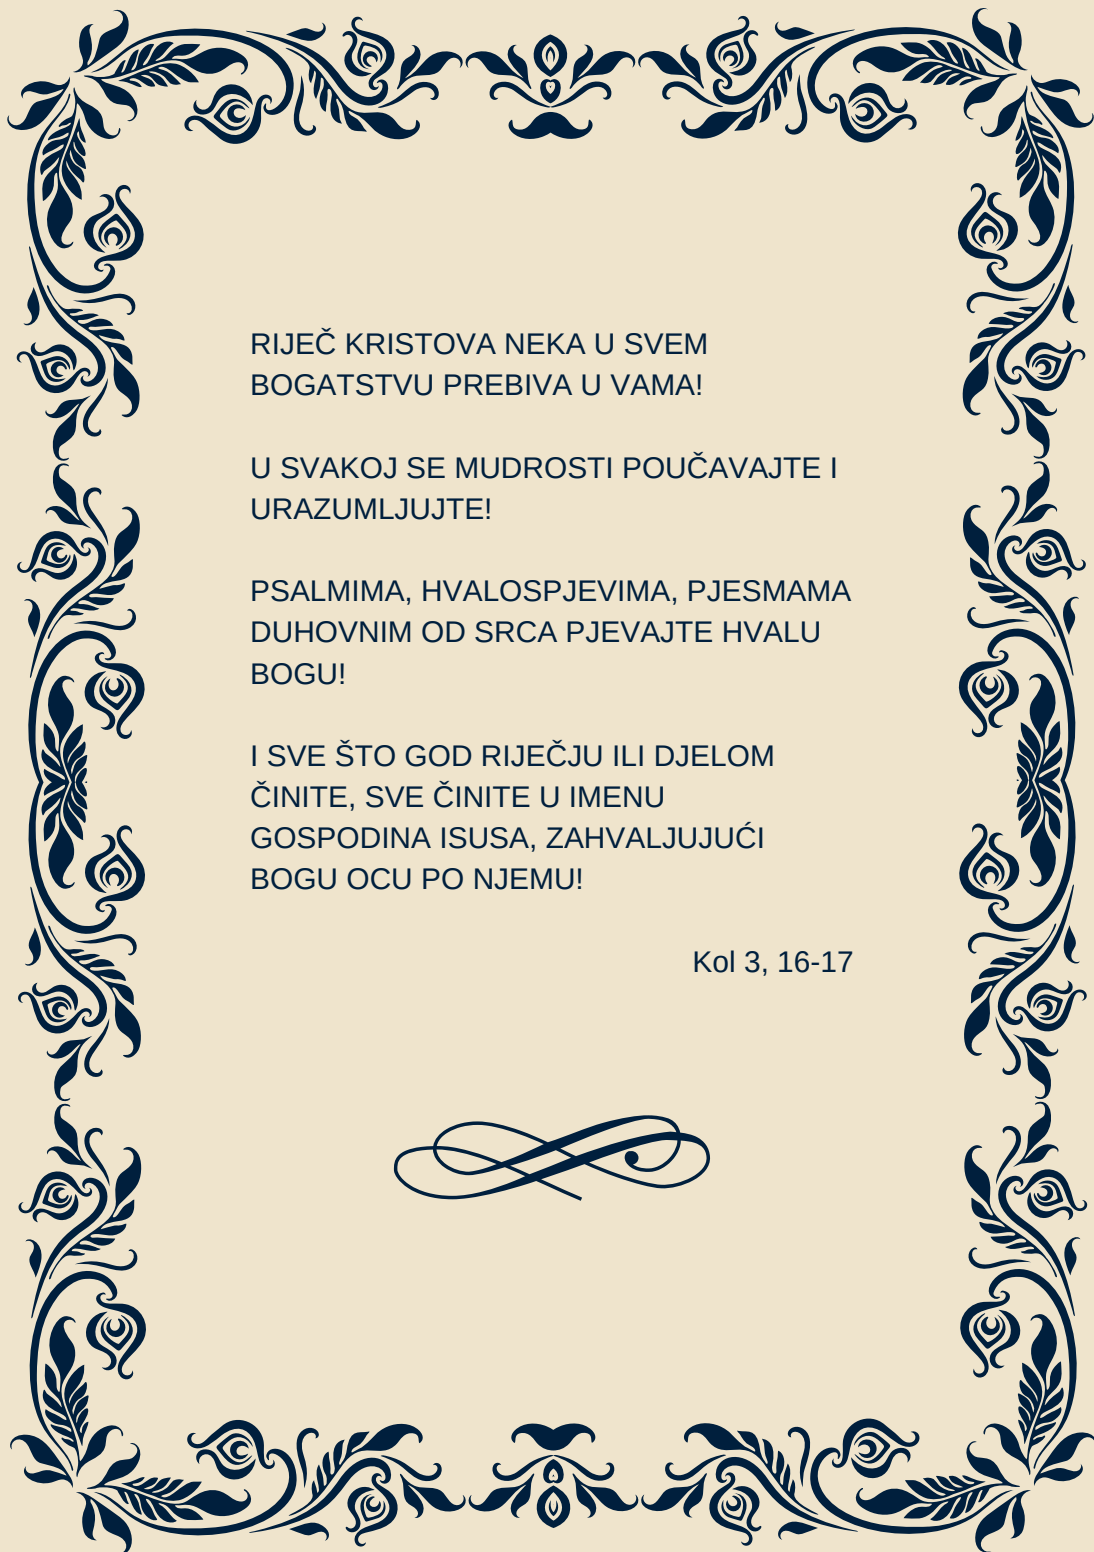 RIJEČ KRISTOVA NEKA U SVEM
BOGATSTVU PREBIVA U VAMA!
U SVAKOJ SE MUDROSTI POUČAVAJTE I
URAZUMLJUJTE!
PSALMIMA, HVALOSPJEVIMA, PJESMAMA
DUHOVNIM OD SRCA PJEVAJTE HVALU
BOGU!
I SVE ŠTO GOD RIJEČJU ILI DJELOM
ČINITE, SVE ČINITE U IMENU
GOSPODINA ISUSA, ZAHVALJUJUĆI
BOGU OCU PO NJEMU!
Kol 3, 16-17